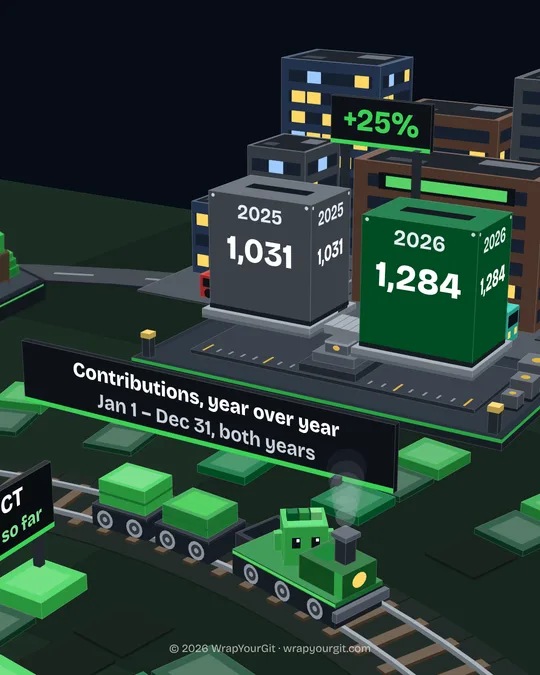 +25%
2025
1,031
2025
1,031
2026
1,284
2026
1,284
Contributions, year over year
Jan 1 – Dec 31, both years
CT
so far
© 2026 WrapYourGit · wrapyourgit.com